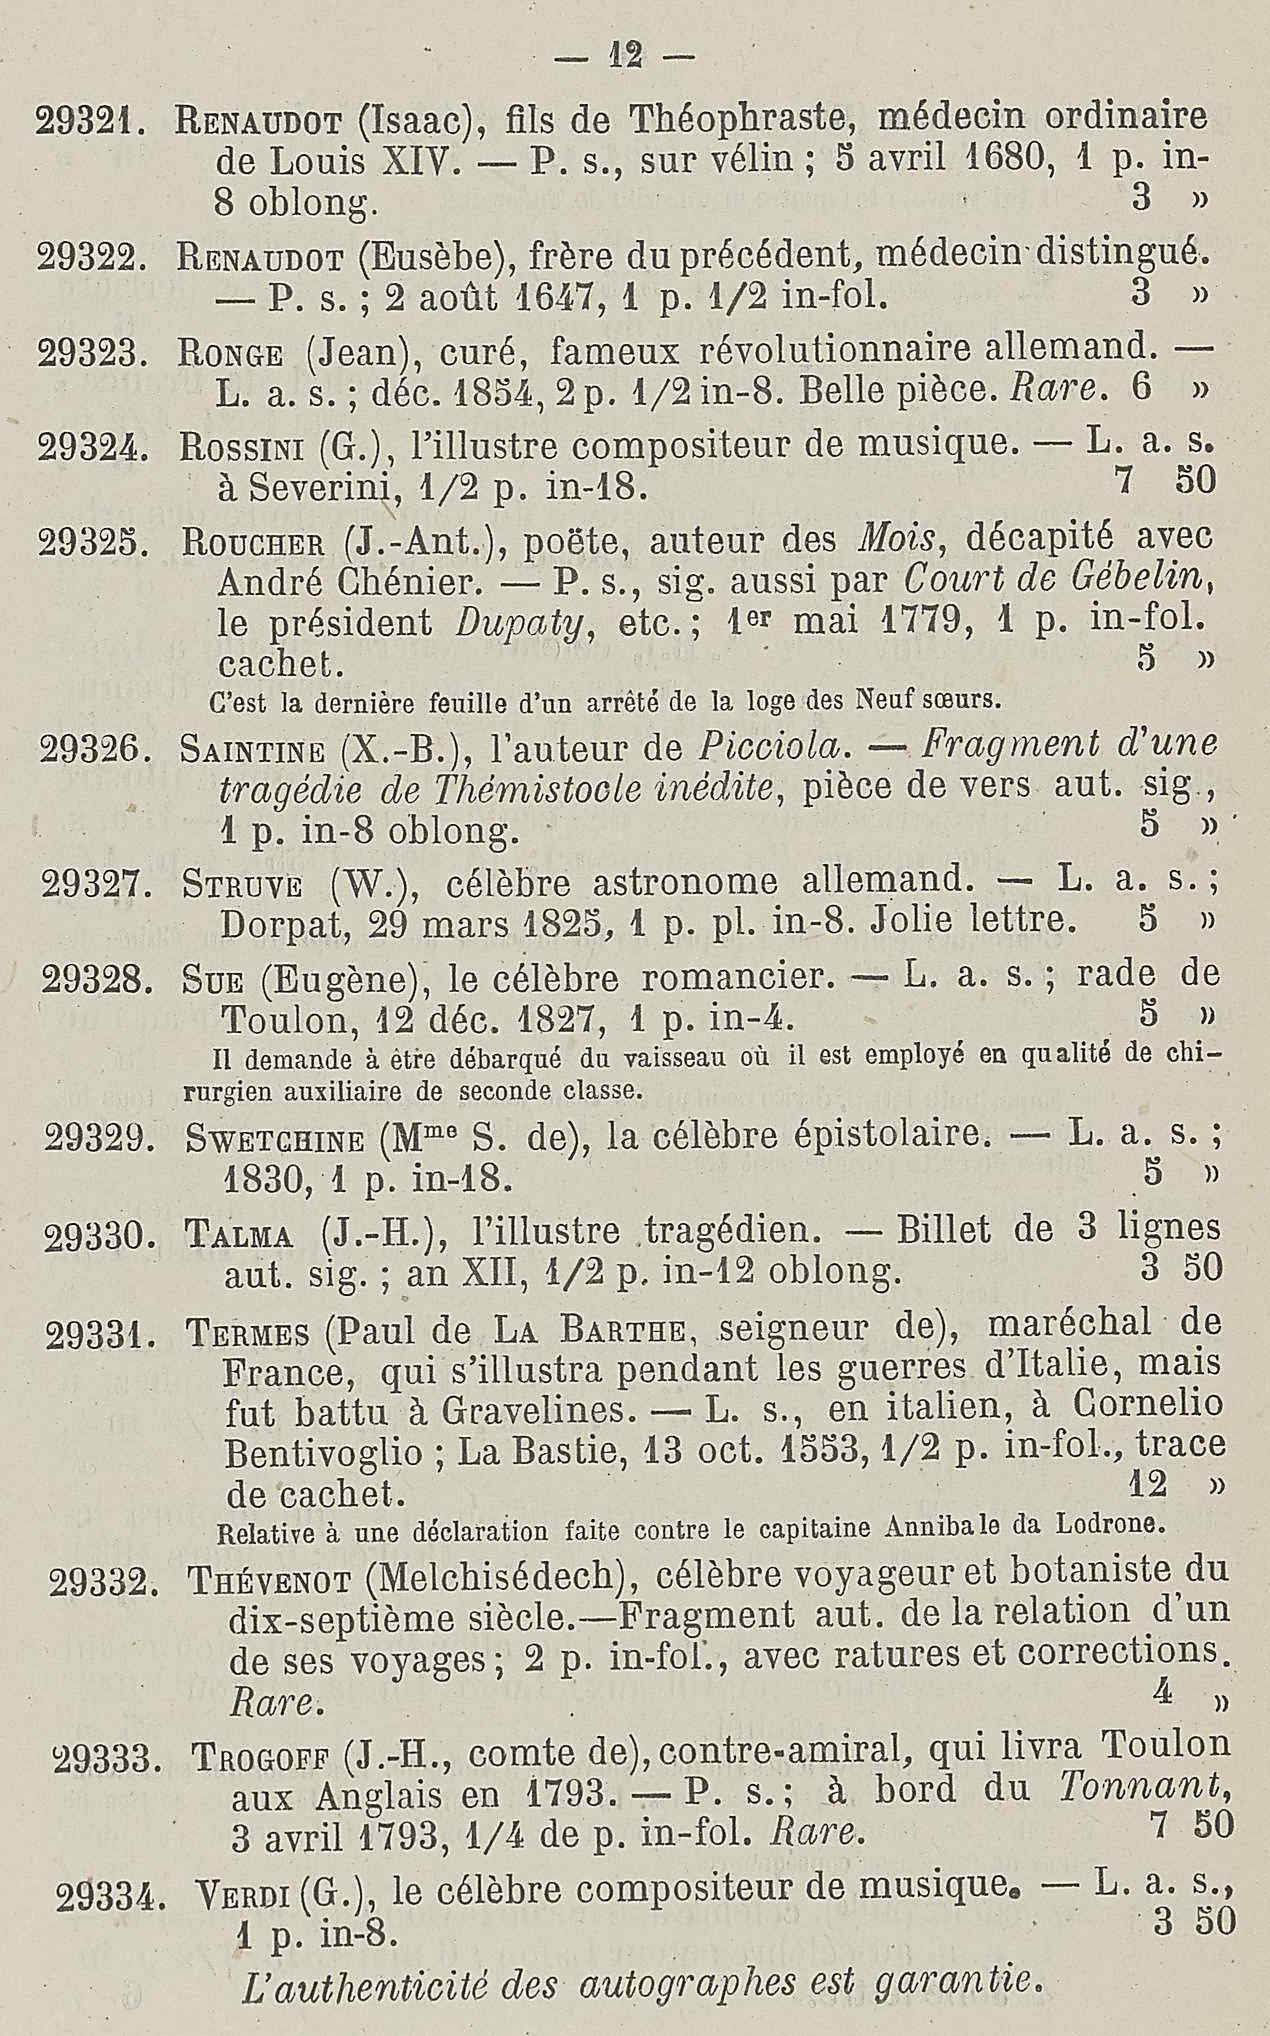 — 12 —
29321. RENAUDOT (Isaac), fils de Théophraste, médecin ordinaire
de Louis XIV. — P. s., sur vélin ; 5 avril 1680, 1 p. in-
8 oblong. 3 »
29322. RENAUDOT (Eusèbe), frère du précédent, médecin distingué.
— P. s. ; 2 août 1647, 1 p. 1/2 in-fol. 3 »
29323. RONGE (Jean), curé, fameux révolutionnaire allemand. —
L. a. s. ; déc. 1854, 2 p. 1/2 in-8. Belle pièce. Rare. 6 »
29324. ROSSINI (G.), l'illustre compositeur de musique. — L. a. s.
à Severini, 1/2 p. in-18. 7 50
29325. ROUCHER (J.-Ant.), poëte, auteur des Mois, décapité avec
André Chénier. — P. s., sig. aussi par Court de Gébelin,
le président Dupaty, etc. ; 1er mai 1779, 1 p. in-fol.
cachet. 5 »
C'est la dernière feuille d'un arrêté de la loge des Neuf sœurs.
29326. SAINTINE (X.-B.), l'auteur de Picciola. — Fragment d'une
tragédie de Thémistocle inédite, pièce de vers aut. sig.,
1 p. in-8 oblong. 5 »
29327. STRUVE (W.), célèbre astronome allemand. — L. a. s. ;
Dorpat, 29 mars 1825, 1 p. pl. in-8. Jolie lettre. 5 »
29328. SUE (Eugène), le célèbre romancier. — L. a. s. ; rade de
Toulon, 12 déc. 1827, 1 p. in-4. 5 »
Il demande à être débarqué du vaisseau où il est employé en qualité de chi-
rurgien auxiliaire de seconde classe.
29329. SWETCHINE (Mme S. de), la célèbre épistolaire. — L. a. s. ;
1830, 1 p. in-18. 5 »
29330. TALMA (J.-H.), l'illustre tragédien. — Billet de 3 lignes
aut. sig. ; an XII, 1/2 p. in-12 oblong. 3 50
29331. TERMES (Paul de LA BARTHE, seigneur de), maréchal de
France, qui s'illustra pendant les guerres d'Italie, mais
fut battu à Gravelines. — L. s., en italien, à Cornelio
Bentivoglio ; La Bastie, 13 oct. 1553, 1/2 p. in-fol., trace
de cachet. 12 »
Relative à une déclaration faite contre le capitaine Annibale da Lodrone.
29332. THÉVENOT (Melchisédech), célèbre voyageur et botaniste du
dix-septième siècle.—Fragment aut. de la relation d'un
de ses voyages ; 2 p. in-fol., avec ratures et corrections.
Rare. 4 »
29333. TROGOFF (J.-H., comte de), contre-amiral, qui livra Toulon
aux Anglais en 1793. — P. s. ; à bord du Tonnant,
3 avril 1793, 1/4 de p. in-fol. Rare. 7 50
29334. VERDI (G.), le célèbre compositeur de musique. — L. a. s.,
1 p. in-8. 3 50
L'authenticité des autographes est garantie.